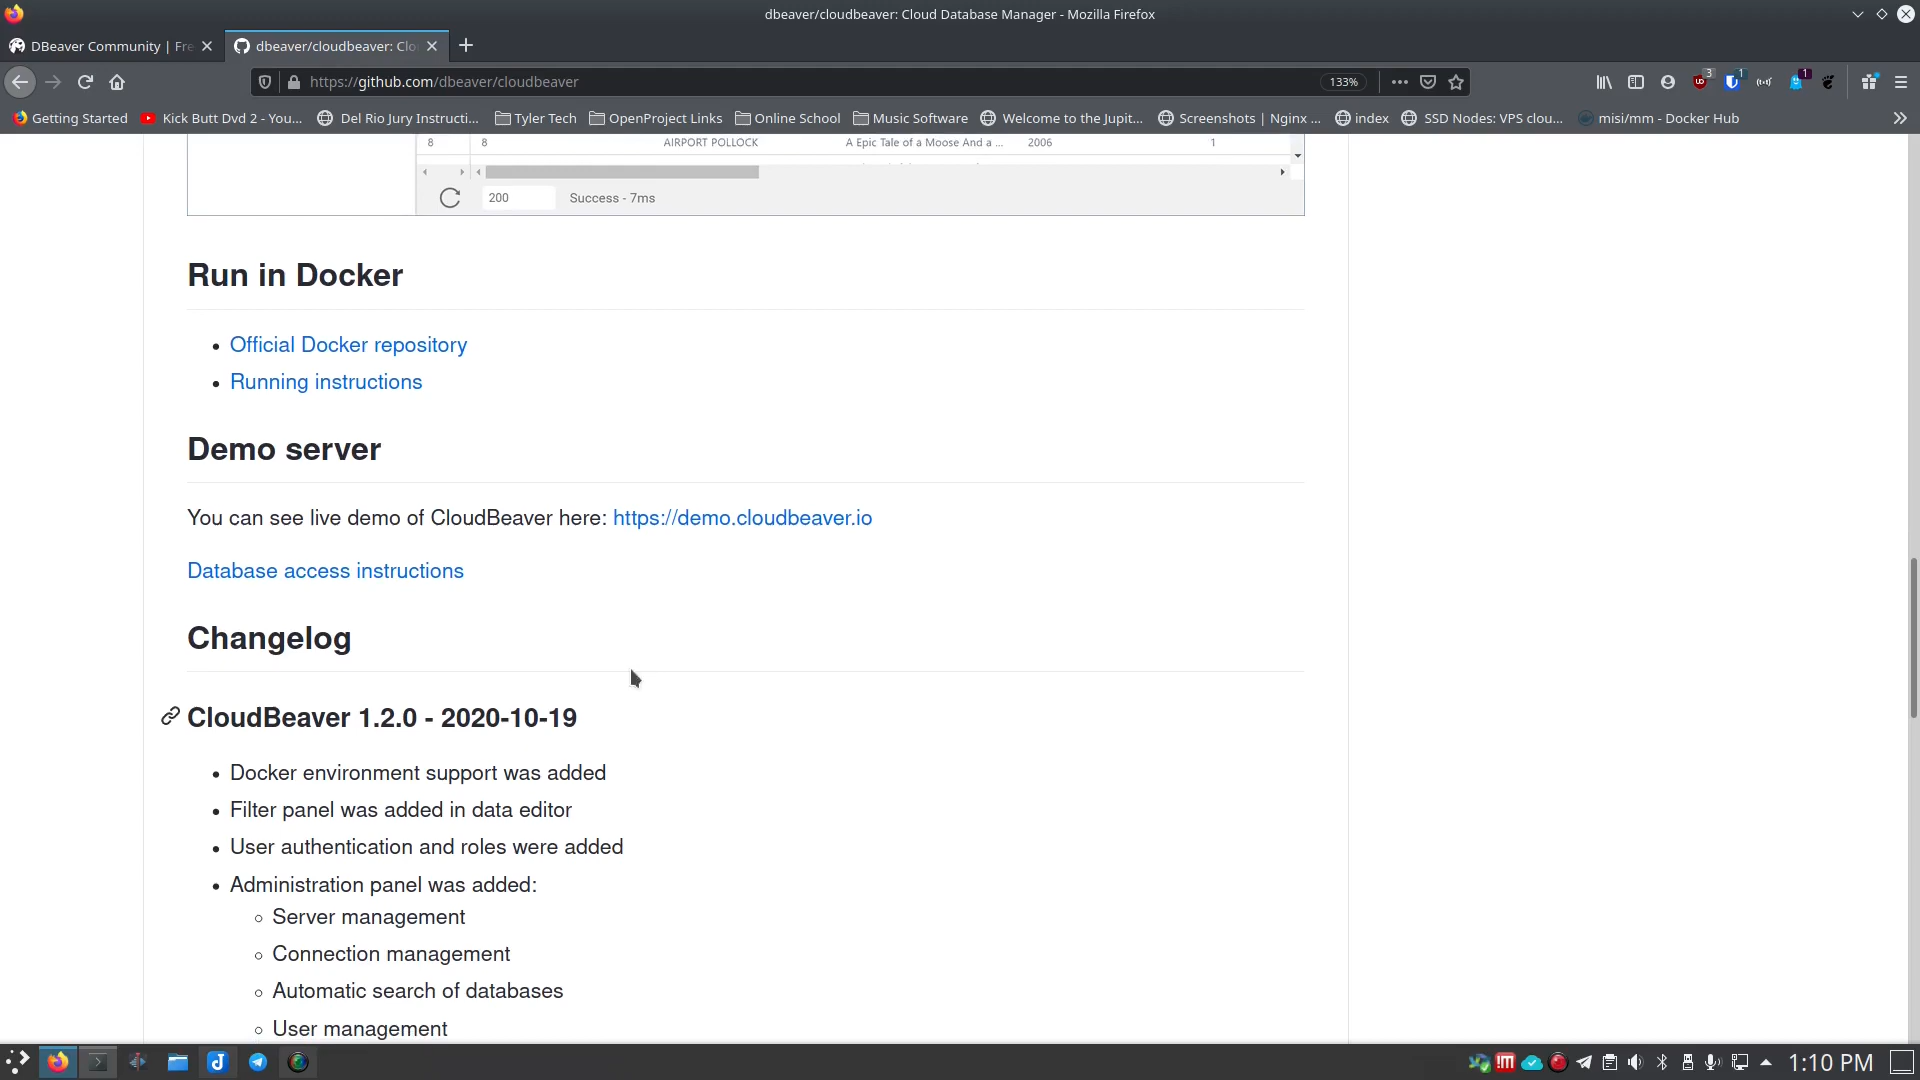 dbeaver/cloudbeaver: Cloud Database Manager - Mozilla Firefox
DBeaver Community | Fre
dbeaver/cloudbeaver: Clo
https://github.com/dbeaver/cloudbeaver
133%
3
1
1
Getting Started
Kick Butt Dvd 2 - You...
Del Rio Jury Instructi...
Tyler Tech
OpenProject Links
Online School
Music Software
Welcome to the Jupit...
Screenshots | Nginx ...
index
SSD Nodes: VPS clou...
misi/mm - Docker Hub
8 8 AIRPORT POLLOCK A Epic Tale of a Moose And a ... 2006 1
200 Success - 7ms
Run in Docker
Official Docker repository
Running instructions
Demo server
You can see live demo of CloudBeaver here: https://demo.cloudbeaver.io
Database access instructions
Changelog
CloudBeaver 1.2.0 - 2020-10-19
Docker environment support was added
Filter panel was added in data editor
User authentication and roles were added
Administration panel was added:
Server management
Connection management
Automatic search of databases
User management
1:10 PM